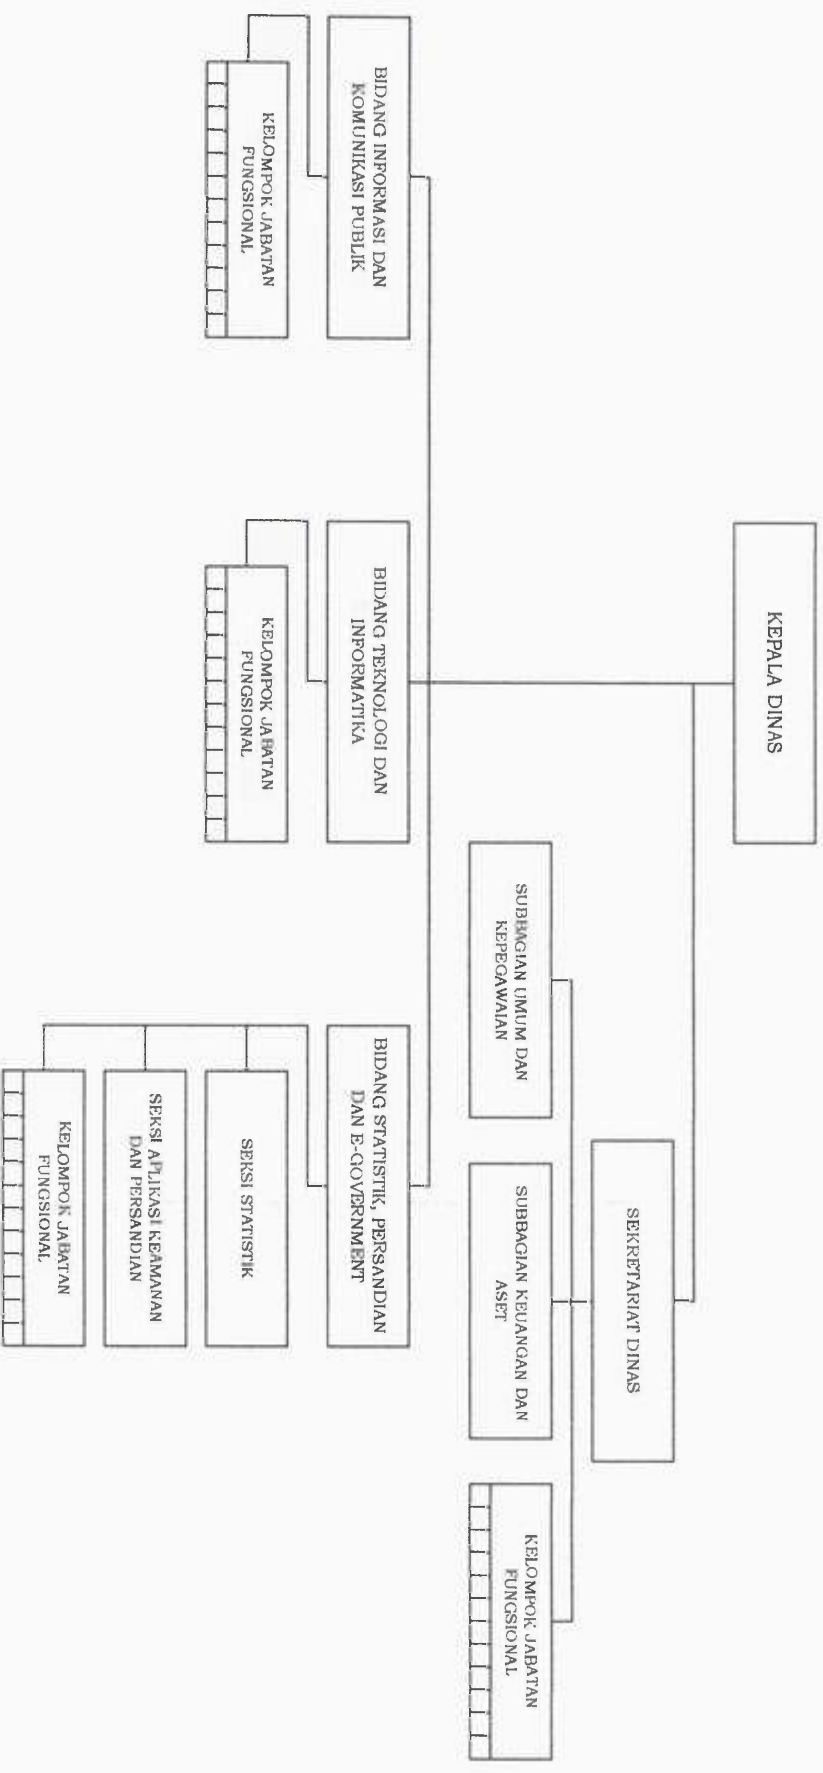 KEPALA DINAS
SEKRETARIAT DINAS
SUBBAGIAN UMUM DAN
KEPEGAWAIAN
SUBBAGIAN KEUANGAN DAN
ASET
KELOMPOK JABATAN
FUNGSIONAL
BIDANG INFORMASI DAN
KOMUNIKASI PUBLIK
BIDANG TEKNOLOGI DAN
INFORMATIKA
BIDANG STATISTIK, PERSANDIAN
DAN E-GOVERNMENT
KELOMPOK JABATAN
FUNGSIONAL
KELOMPOK JABATAN
FUNGSIONAL
SEKSI STATISTIK
SEKSI APLIKASI KEAMANAN
DAN PERSANDIAN
KELOMPOK JABATAN
FUNGSIONAL